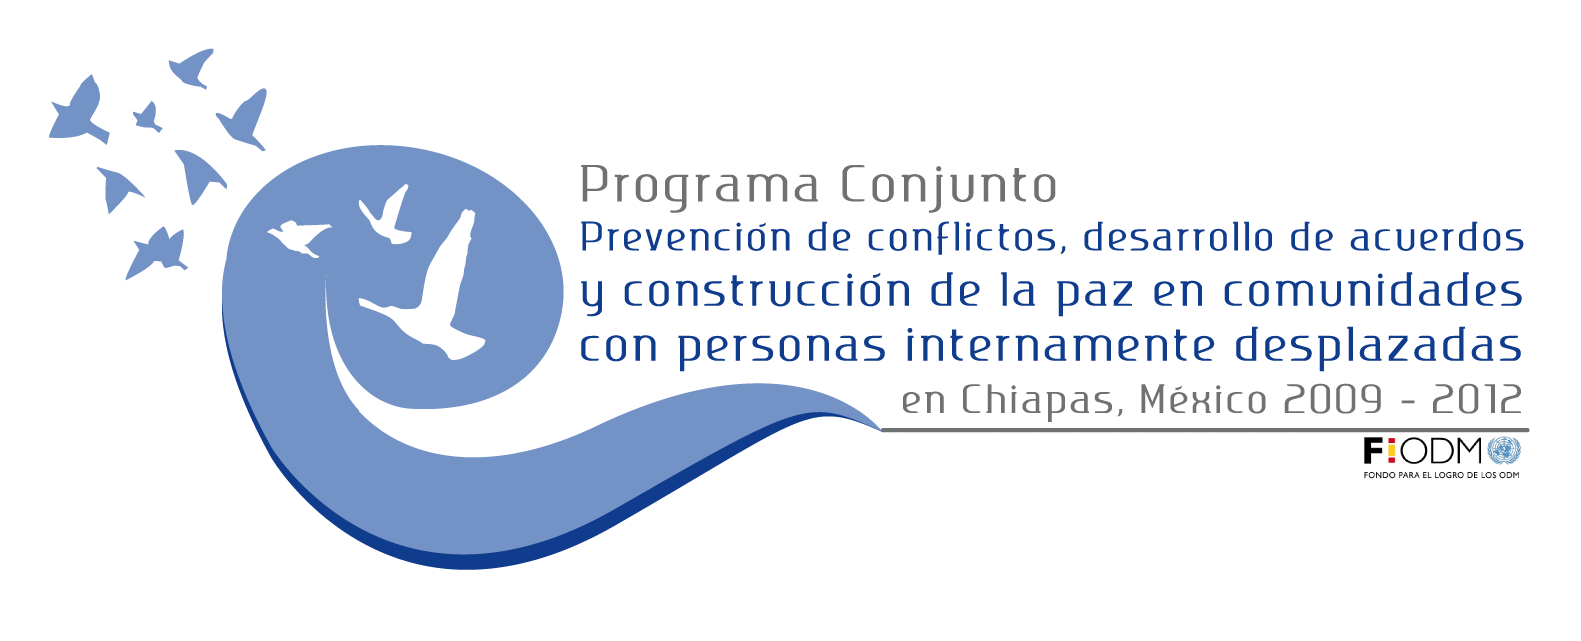 Programa Conjunto
Prevención de conflictos, desarrollo de acuerdos
y construcción de la paz en comunidades
con personas internamente desplazadas
en Chiapas, México 2009 - 2012
FiODM
FONDO PARA EL LOGRO DE LOS ODM